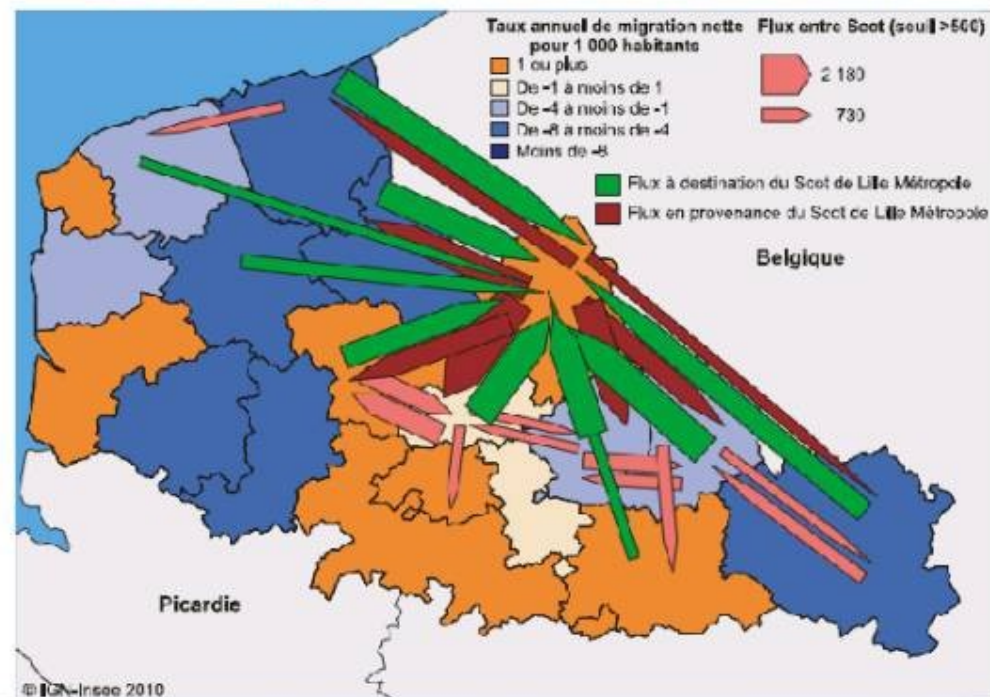 Taux annuel de migration nette
pour 1 000 habitants
1 ou plus
De -1 à moins de 1
De -4 à moins de -1
De -8 à moins de -4
Moins de -8
Flux entre Scot (seuil >500)
2 180
730
Flux à destination du Scot de Lille Métropole
Flux en provenance du Scot de Lille Métropole
Belgique
Picardie
© IGN-Insee 2010